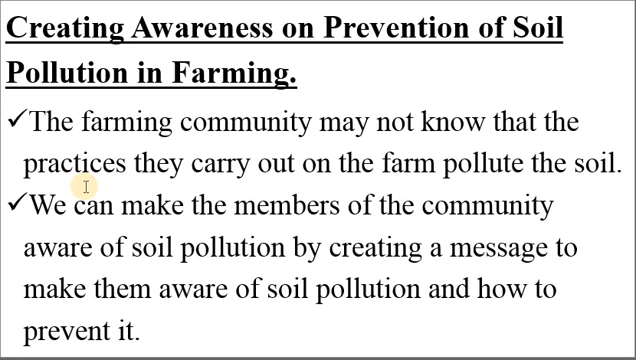 Creating Awareness on Prevention of Soil
Pollution in Farming.
✓The farming community may not know that the
practices they carry out on the farm pollute the soil.
✓We can make the members of the community
aware of soil pollution by creating a message to
make them aware of soil pollution and how to
prevent it.